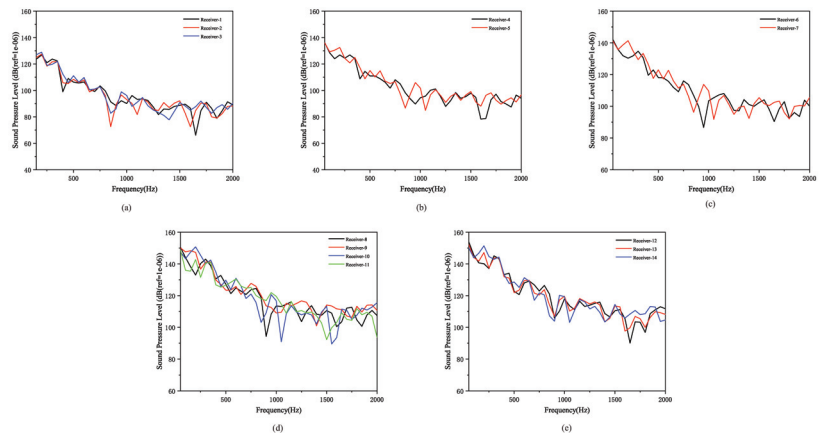 Receiver-1
Receiver-2
Receiver-3
Sound Pressure Level (dB(ref=1e-06))
160
140
120
100
80
60
40
500
1000
1500
2000
Frequency(Hz)
(a)
Receiver-4
Receiver-5
Sound Pressure Level (dB(ref=1e-06))
160
140
120
100
80
60
40
500
1000
1500
2000
Frequency(Hz)
(b)
Receiver-6
Receiver-7
Sound Pressure Level (dB(ref=1e-06))
160
140
120
100
80
60
500
1000
1500
2000
Frequency(Hz)
(c)
Receiver-8
Receiver-9
Receiver-10
Receiver-11
Sound Pressure Level (dB(ref=1e-06))
160
140
120
100
80
60
500
1000
1500
2000
Frequency(Hz)
(d)
Receiver-12
Receiver-13
Receiver-14
Sound Pressure Level (dB(ref=1e-06))
160
140
120
100
80
60
500
1000
1500
2000
Frequency(Hz)
(e)